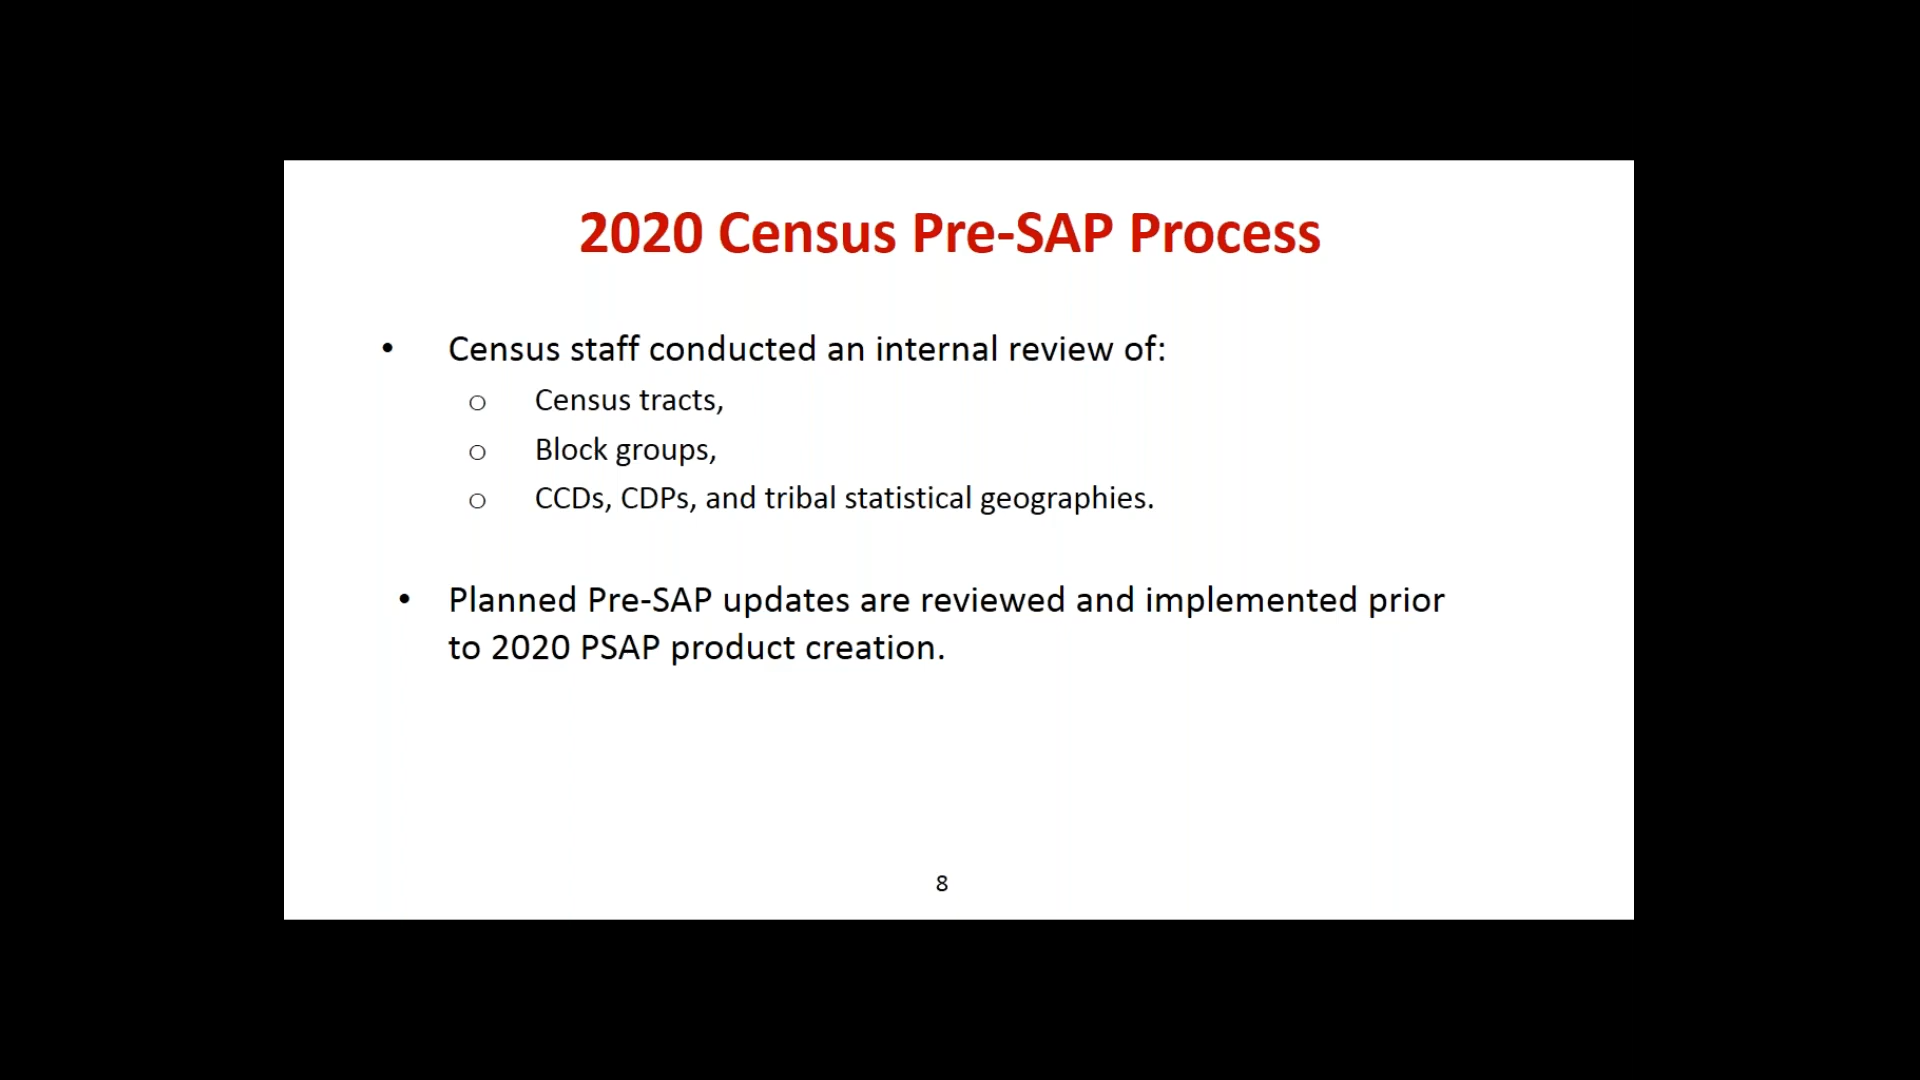 2020 Census Pre-SAP Process
• Census staff conducted an internal review of:
o Census tracts,
o Block groups,
o CCDs, CDPs, and tribal statistical geographies.
• Planned Pre-SAP updates are reviewed and implemented prior
to 2020 PSAP product creation.
8